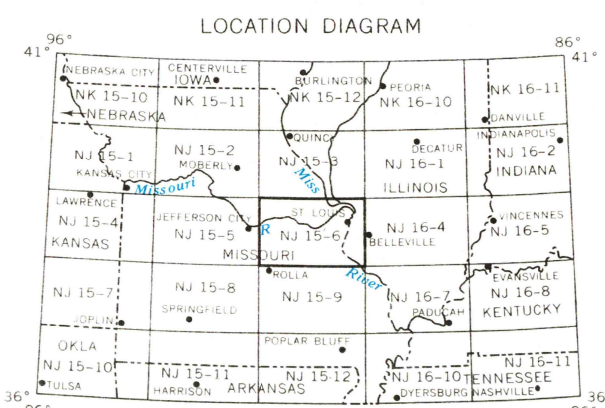 LOCATION DIAGRAM
96°
86°
41°
41°
NEBRASKA CITY
CENTERVILLE
IOWA
BURLINGTON
PEORIA
NK 15-10
NK 15-11
NK 15-12
NK 16-10
NK 16-11
NEBRASKA
DANVILLE
QUINC
INDIANAPOLIS
NJ 15-1
NJ 15-2
NJ 15-3
DECATUR
NJ 16-1
NJ 16-2
KANSAS CITY
MOBERLY
INDIANA
Missouri
Miss
ILLINOIS
LAWRENCE
JEFFERSON CITY
ST LOUIS
VINCENNES
NJ 15-4
NJ 15-5
R
NJ 15-6
BELLEVILLE
NJ 16-4
NJ 16-5
KANSAS
MISSOURI
ROLLA
River
EVANSVILLE
NJ 15-7
NJ 15-8
NJ 15-9
NJ 16-7
NJ 16-8
JOPLIN
SPRINGFIELD
PADUCAH
KENTUCKY
OKLA
POPLAR BLUFF
NJ 15-10
NJ 15-11
NJ 15-12
NJ 16-10
NJ 16-11
TENNESSEE
TULSA
HARRISON
ARKANSAS
DYERSBURG
NASHVILLE
36°
36